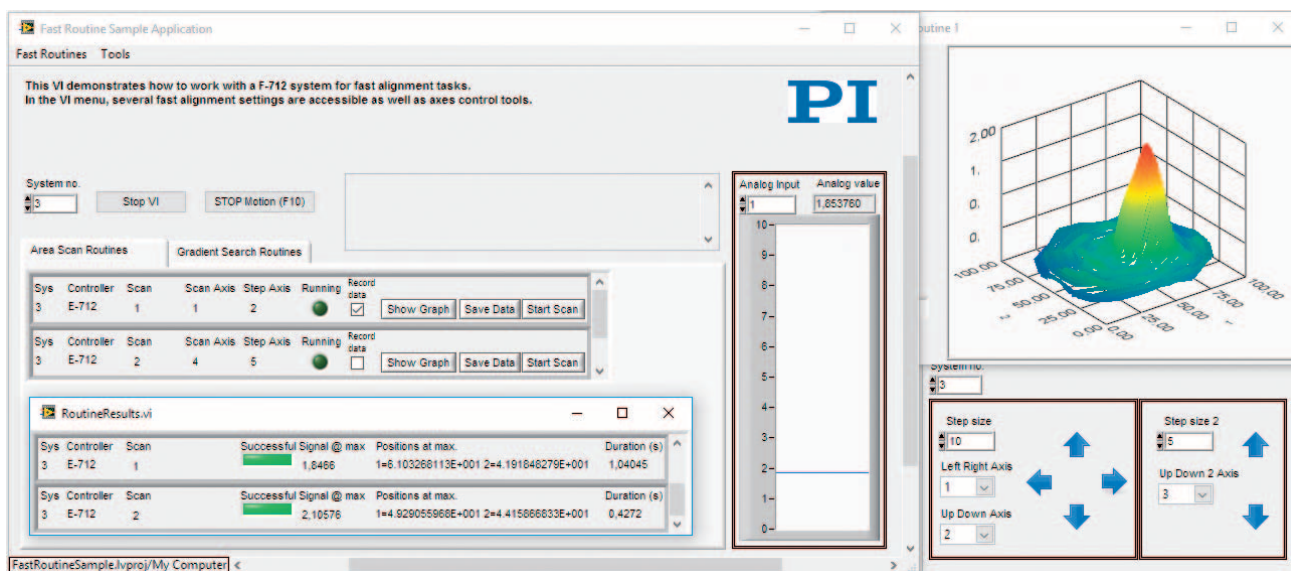 Fast Routine Sample Application
Fast Routines Tools
This VI demonstrates how to work with a F-712 system for fast alignment tasks.
In the VI menu, several fast alignment settings are accessible as well as axes control tools.
PI
System no.
3
Stop VI
STOP Motion (F10)
Area Scan Routines
Gradient Search Routines
Sys Controller Scan Scan Axis Step Axis Running Record data
3 E-712 1 1 2 Show Graph Save Data Start Scan
Sys Controller Scan Scan Axis Step Axis Running Record data
3 E-712 2 4 5 Show Graph Save Data Start Scan
RoutineResults.vi
Sys Controller Scan Successful Signal @ max Positions at max. Duration (s)
3 E-712 1 1,8466 1=6.103268113E+001 2=4.191848279E+001 1,04045
Sys Controller Scan Successful Signal @ max Positions at max. Duration (s)
3 E-712 2 2,10576 1=4.929055968E+001 2=4.415866833E+001 0,4272
FastRoutineSample.lvproj/My Computer
Analog Input Analog value
1 1,853760
10
9
8
7
6
5
4
3
2
1
0
outine 1
2.00
1.
0.
0.
100.00
75.00
50.00
25.00
0.00
2
0.00
25.00
50.00
75.00
100.00
1
System no.
3
Step size
10
Left Right Axis
1
Up Down Axis
2
Step size 2
5
Up Down 2 Axis
3